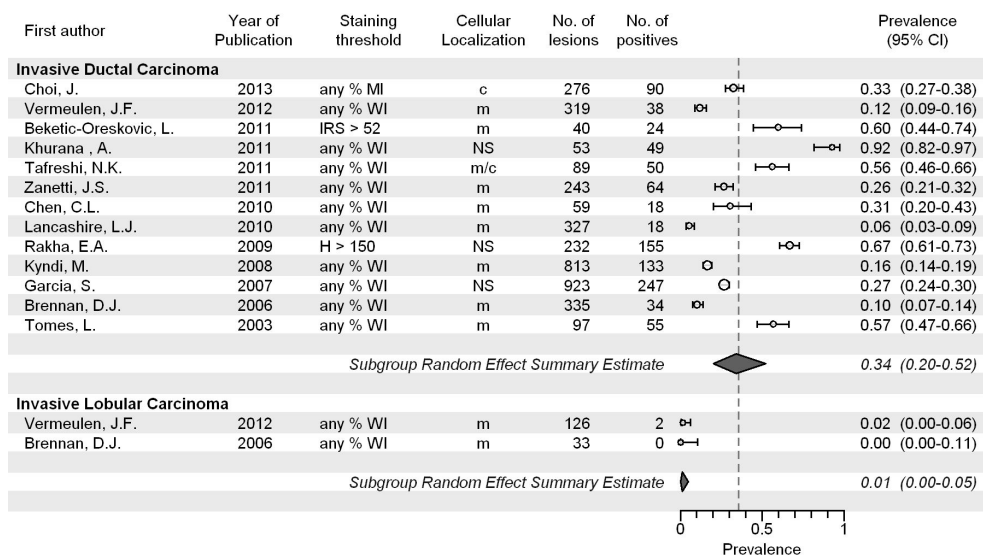 First author Year of Publication Staining threshold Cellular Localization No. of lesions No. of positives Prevalence (95% CI)
Invasive Ductal Carcinoma
Choi, J. 2013 any % MI c 276 90 0.33 (0.27-0.38)
Vermeulen, J.F. 2012 any % WI m 319 38 0.12 (0.09-0.16)
Beketic-Oreskovic, L. 2011 IRS > 52 m 40 24 0.60 (0.44-0.74)
Khurana , A. 2011 any % WI NS 53 49 0.92 (0.82-0.97)
Tafreshi, N.K. 2011 any % WI m/c 89 50 0.56 (0.46-0.66)
Zanetti, J.S. 2011 any % WI m 243 64 0.26 (0.21-0.32)
Chen, C.L. 2010 any % WI m 59 18 0.31 (0.20-0.43)
Lancashire, L.J. 2010 any % WI m 327 18 0.06 (0.03-0.09)
Rakha, E.A. 2009 H > 150 NS 232 155 0.67 (0.61-0.73)
Kyndi, M. 2008 any % WI m 813 133 0.16 (0.14-0.19)
Garcia, S. 2007 any % WI NS 923 247 0.27 (0.24-0.30)
Brennan, D.J. 2006 any % WI m 335 34 0.10 (0.07-0.14)
Tomes, L. 2003 any % WI m 97 55 0.57 (0.47-0.66)
Subgroup Random Effect Summary Estimate 0.34 (0.20-0.52)
Invasive Lobular Carcinoma
Vermeulen, J.F. 2012 any % WI m 126 2 0.02 (0.00-0.06)
Brennan, D.J. 2006 any % WI m 33 0 0.00 (0.00-0.11)
Subgroup Random Effect Summary Estimate 0.01 (0.00-0.05)
0 0.5 1
Prevalence